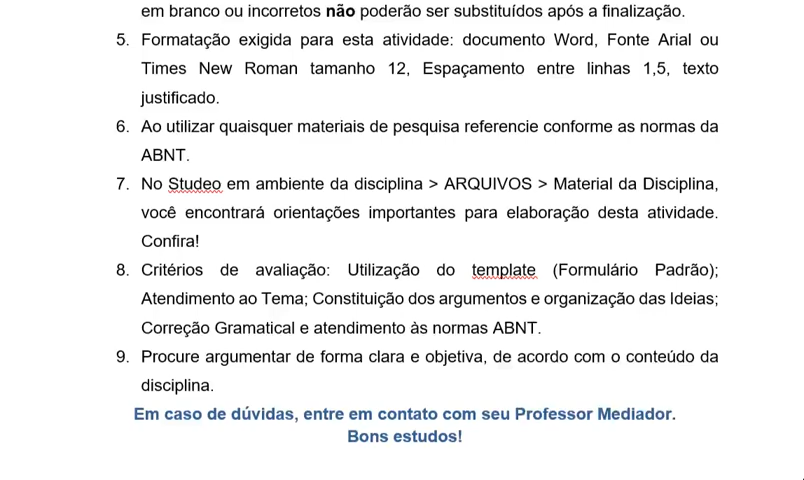 em branco ou incorretos não poderão ser substituídos após a finalização.
5. Formatação exigida para esta atividade: documento Word, Fonte Arial ou
Times New Roman tamanho 12, Espaçamento entre linhas 1,5, texto
justificado.
6. Ao utilizar quaisquer materiais de pesquisa referencie conforme as normas da
ABNT.
7. No Studeo em ambiente da disciplina > ARQUIVOS > Material da Disciplina,
você encontrará orientações importantes para elaboração desta atividade.
Confira!
8. Critérios de avaliação: Utilização do template (Formulário Padrão);
Atendimento ao Tema; Constituição dos argumentos e organização das Ideias;
Correção Gramatical e atendimento às normas ABNT.
9. Procure argumentar de forma clara e objetiva, de acordo com o conteúdo da
disciplina.
Em caso de dúvidas, entre em contato com seu Professor Mediador.
Bons estudos!